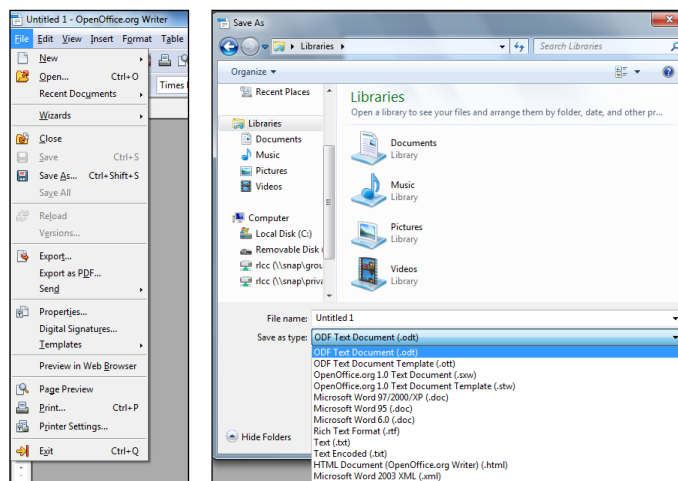 Untitled 1 - OpenOffice.org Writer
File Edit View Insert Format Table
New
Open... Ctrl+O
Times
Recent Documents
Wizards
Close
Save Ctrl+S
Save As... Ctrl+Shift+S
Save All
Reload
Versions...
Export...
Export as PDF...
Send
Properties...
Digital Signatures...
Templates
Preview in Web Browser
Page Preview
Print... Ctrl+P
Printer Settings...
Exit Ctrl+Q
Save As
Libraries
Search Libraries
Organize
Recent Places
Libraries
Documents
Music
Pictures
Videos
Computer
Local Disk (C:)
Removable Disk
rlcc (\\snap\grou
rlcc (\\snap\priva
Libraries
Open a library to see your files and arrange them by folder, date, and other pr...
Documents
Library
Music
Library
Pictures
Library
Videos
Library
File name: Untitled 1
Save as type: ODF Text Document (.odt)
ODF Text Document (.odt)
ODF Text Document Template (.ott)
OpenOffice.org 1.0 Text Document (.sxw)
OpenOffice.org 1.0 Text Document Template (.stw)
Microsoft Word 97/2000/XP (.doc)
Microsoft Word 95 (.doc)
Microsoft Word 6.0 (.doc)
Rich Text Format (.rtf)
Text (.txt)
Text Encoded (.txt)
HTML Document (OpenOffice.org Writer) (.html)
Microsoft Word 2003 XML (.xml)
Hide Folders